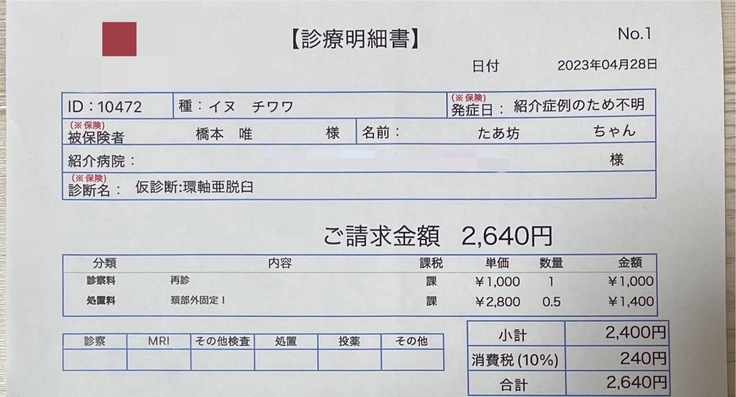 【診療明細書】
No.1
日付 2023年04月28日
ID：10472 種：イヌ チワワ (※保険) 発症日： 紹介症例のため不明
(※保険) 被保険者 橋本 唯 様 名前： たあ坊 ちゃん
紹介病院： 様
(※保険) 診断名： 仮診断:環軸亜脱臼
ご請求金額 2,640円
分類 内容 課税 単価 数量 金額
診察料 再診 課 ￥1,000 1 ￥1,000
処置料 頚部外固定Ⅰ 課 ￥2,800 0.5 ￥1,400
診察 MRI その他検査 処置 投薬 その他
小計 2,400円
消費税(10%) 240円
合計 2,640円